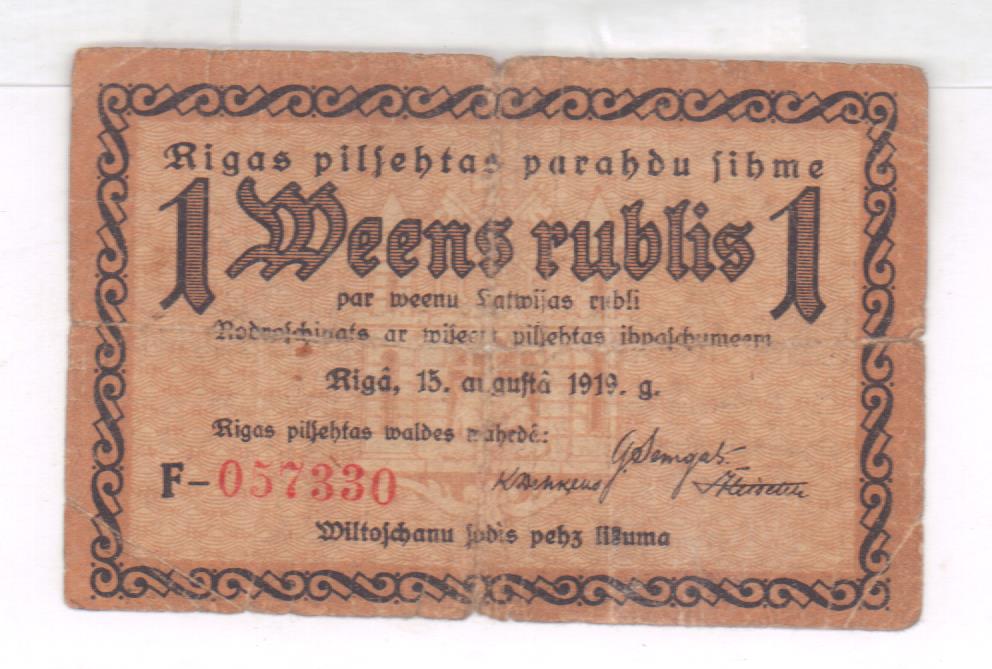 Rigas pilſehtas parahdu ſihme
1 Weens rublis 1
par weenu Latwijas rubli
Nodroſchinats ar wiſeem pilſehtas ihpaſchumeem
Rigâ, 15. auguſtâ 1919. g.
Rigas pilſehtas waldes wahrdâ:
F-057330
Wiltoſchanu ſodis pehz likuma